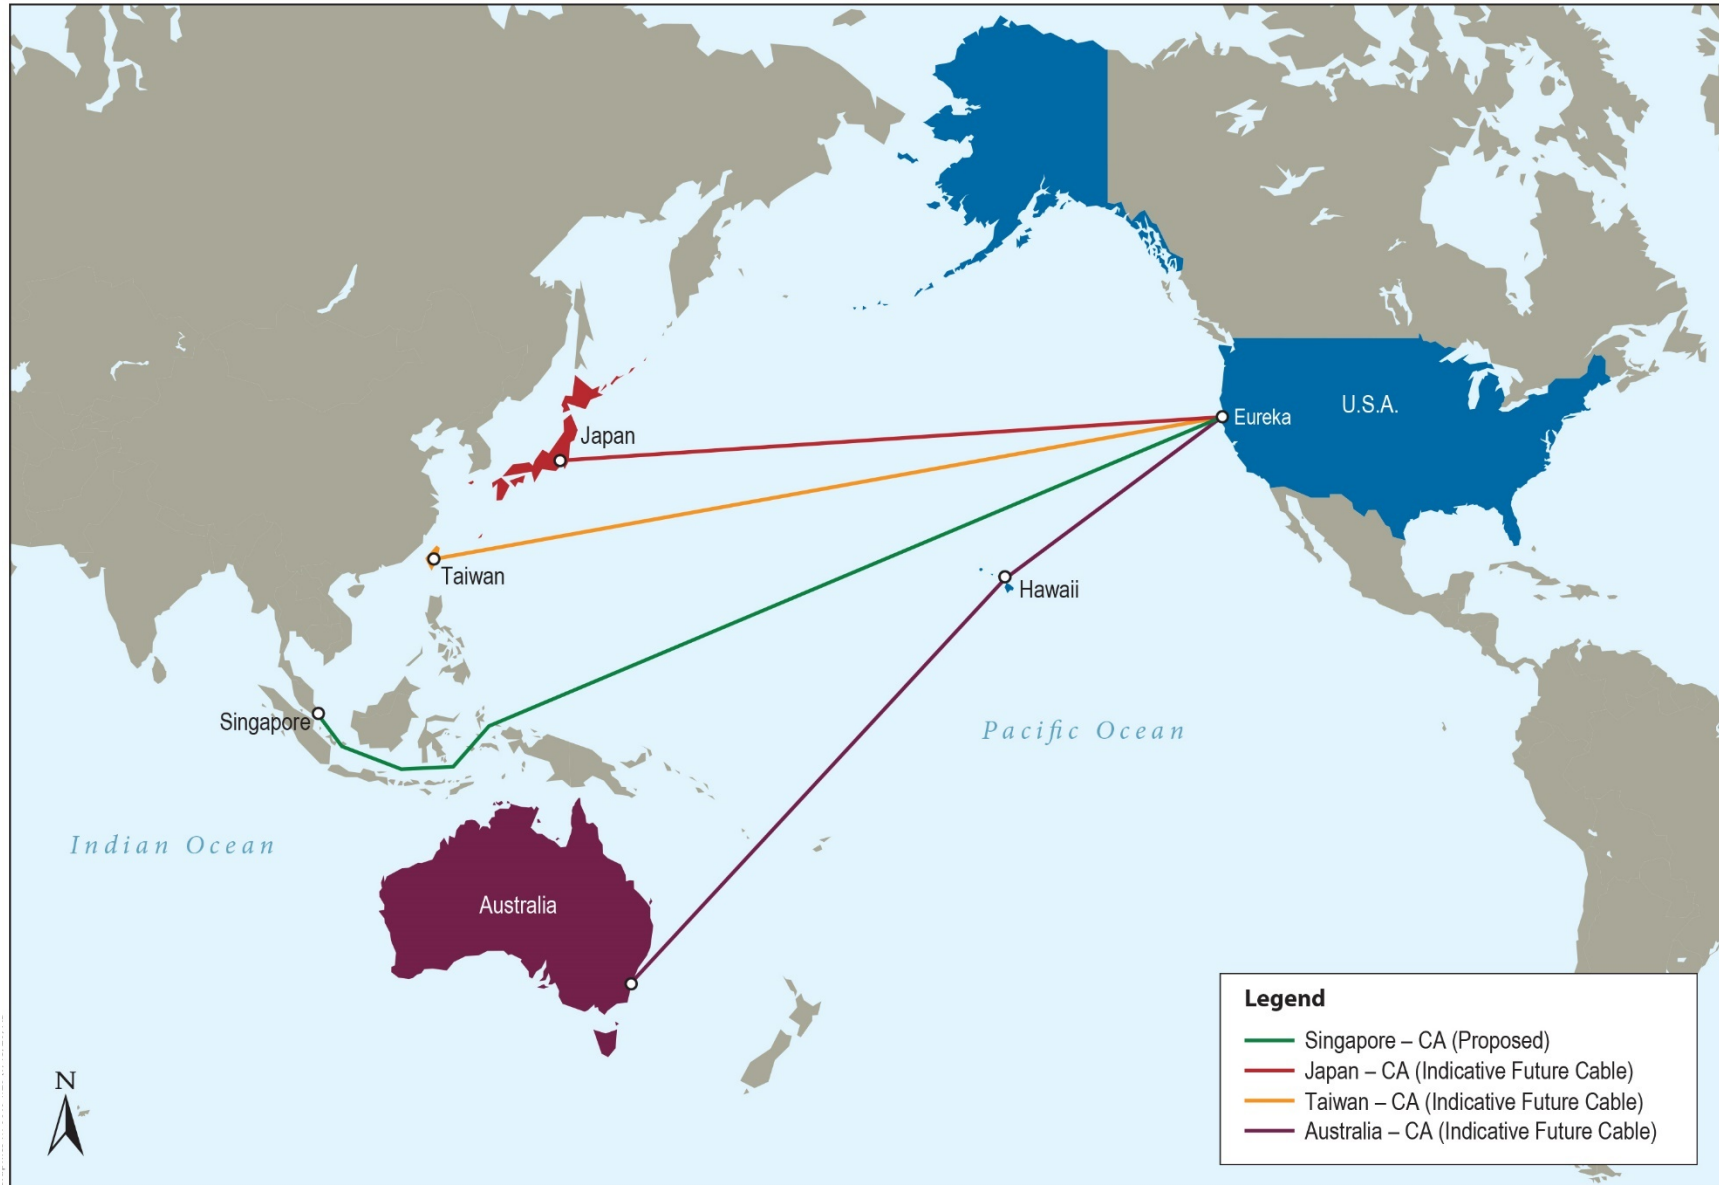 U.S.A.
Eureka
Japan
Taiwan
Hawaii
Singapore
Pacific Ocean
Indian Ocean
Australia
Legend
Singapore – CA (Proposed)
Japan – CA (Indicative Future Cable)
Taiwan – CA (Indicative Future Cable)
Australia – CA (Indicative Future Cable)
N